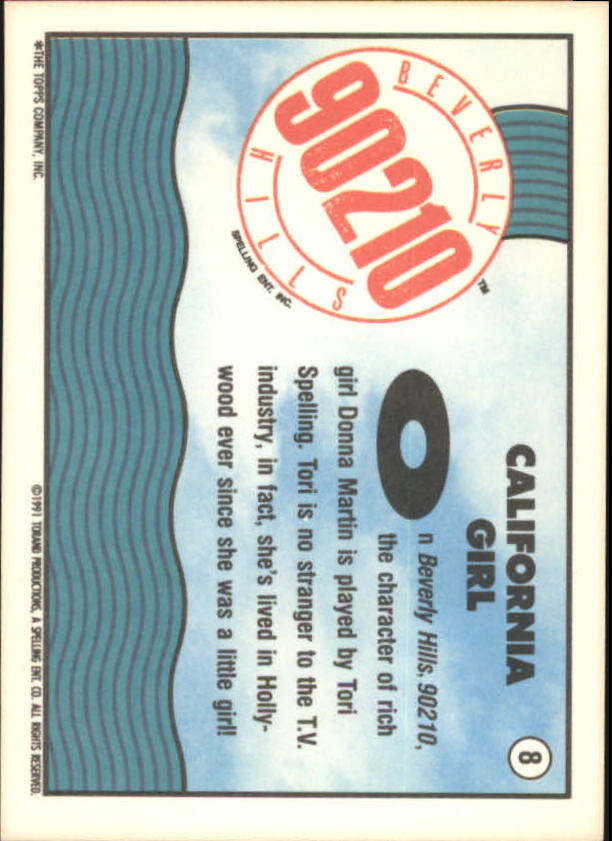 BEVERLY
90210
HILLS
TM
SPELLING ENT. INC.
CALIFORNIA
GIRL
8
On Beverly Hills, 90210,
the character of rich
girl Donna Martin is played by Tori
Spelling. Tori is no stranger to the T.V.
industry, in fact, she's lived in Holly-
wood ever since she was a little girl!
*THE TOPPS COMPANY, INC.
©1991 TORAND PRODUCTIONS, A SPELLING ENT. CO. ALL RIGHTS RESERVED.